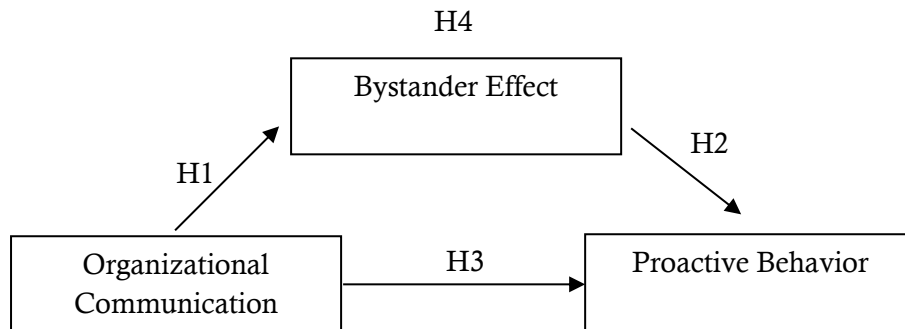 H4
Bystander Effect
H1
H2
Organizational
Communication
H3
Proactive Behavior